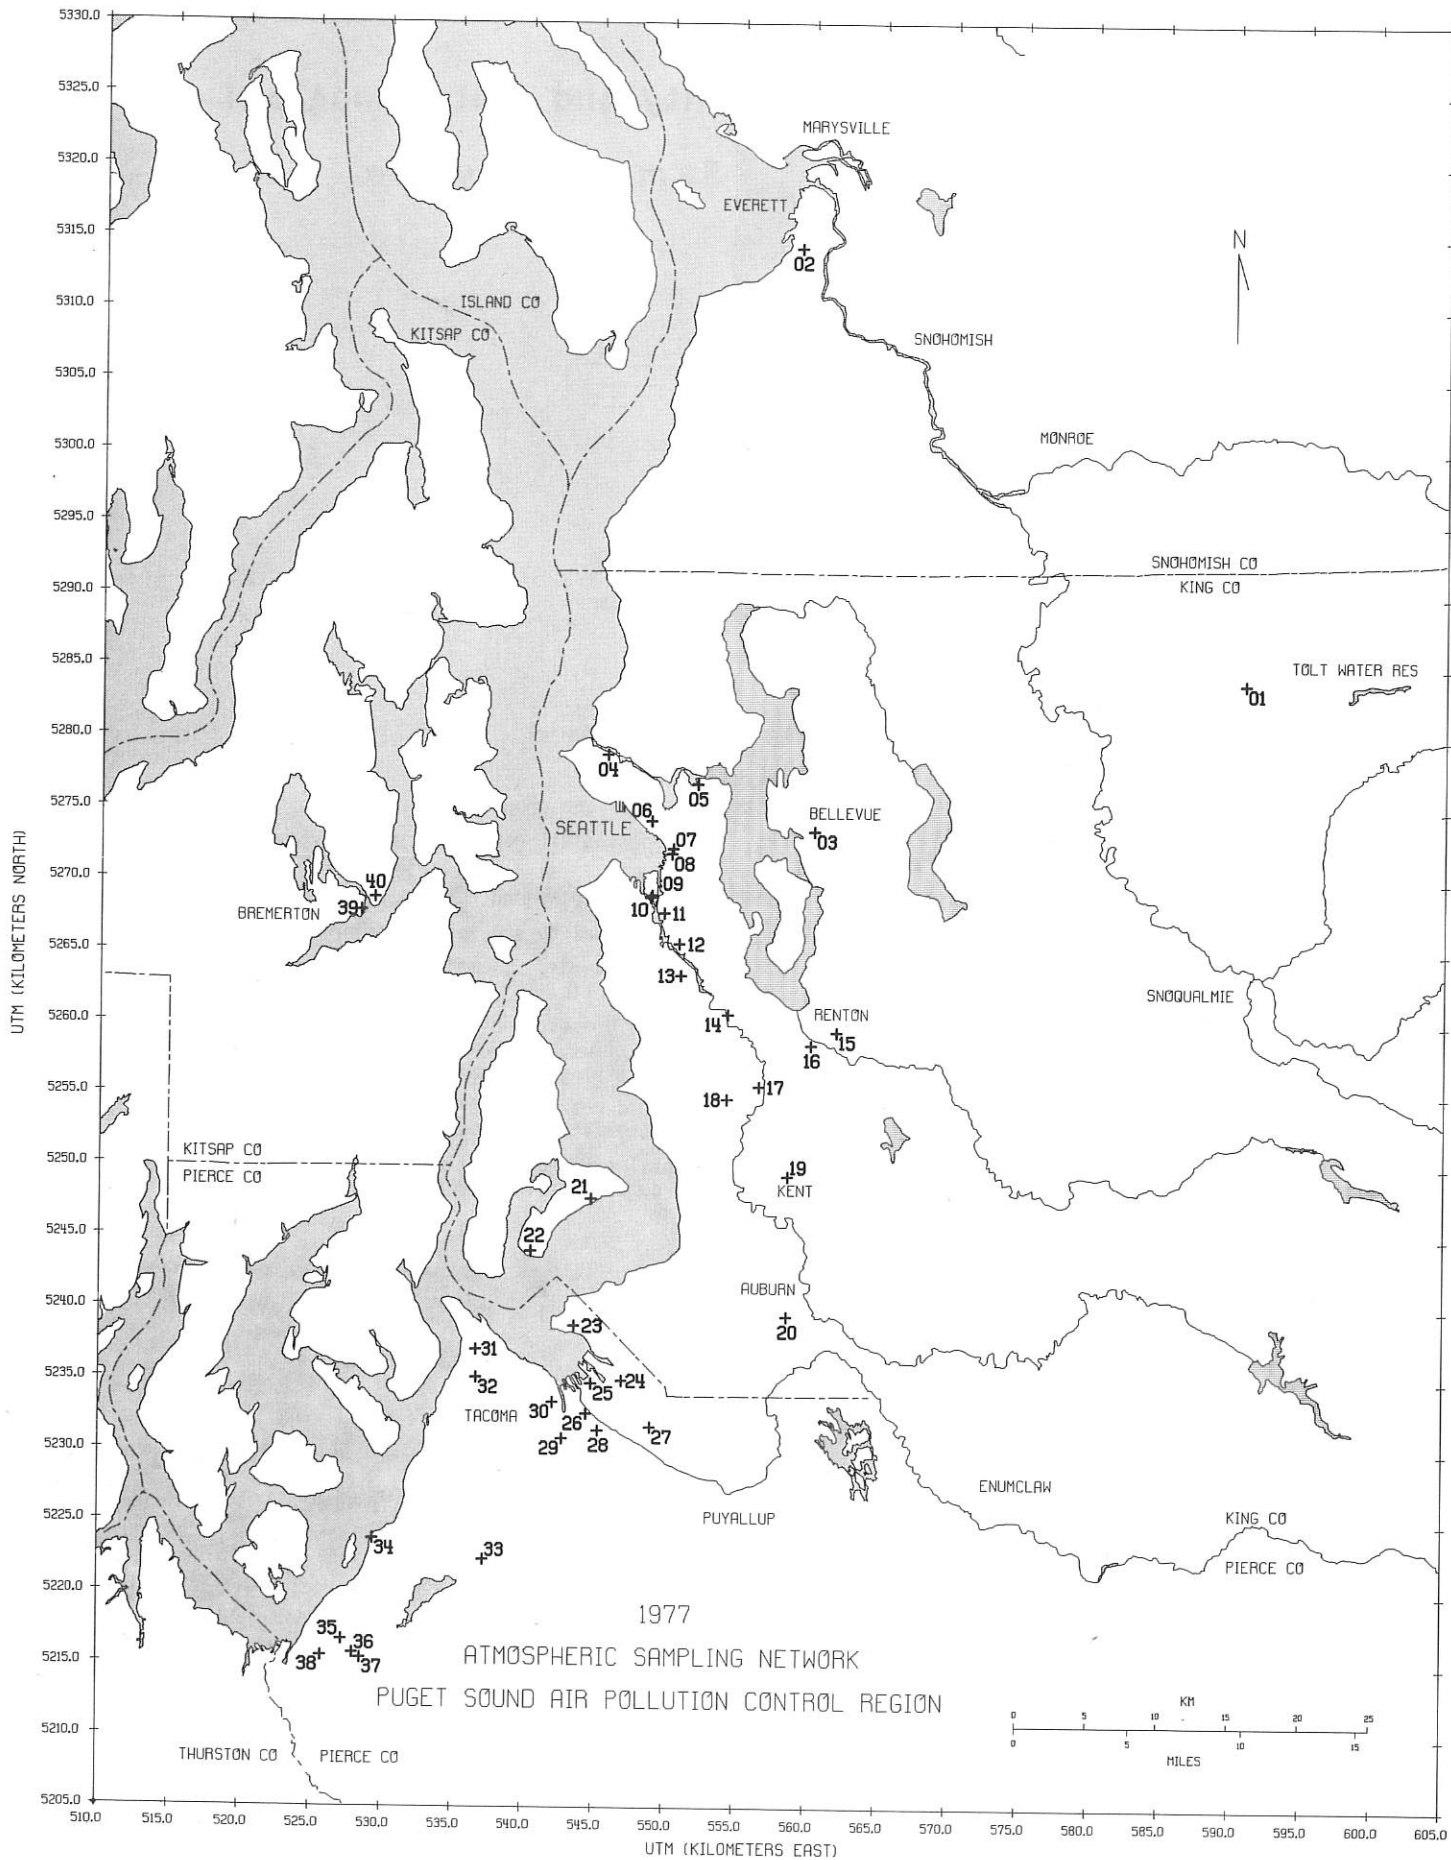 5330.0
5325.0
5320.0
5315.0
5310.0
5305.0
5300.0
5295.0
5290.0
5285.0
5280.0
5275.0
5270.0
5265.0
5260.0
5255.0
5250.0
5245.0
5240.0
5235.0
5230.0
5225.0
5220.0
5215.0
5210.0
5205.0
UTM (KILOMETERS NORTH)
MARYSVILLE
EVERETT
N
02
ISLAND CO
KITSAP CO
SNOHOMISH
MONROE
SNOHOMISH CO
KING CO
TOLT WATER RES
01
04
05
06
SEATTLE
07
08
BELLEVUE
03
09
10
11
40
39
BREMERTON
12
13
SNOQUALMIE
14
RENTON
15
16
17
18
KITSAP CO
PIERCE CO
19
KENT
21
22
AUBURN
20
23
31
32
24
25
TACOMA
30
26
27
29
28
ENUMCLAW
PUYALLUP
KING CO
PIERCE CO
34
33
35
36
38
37
1977
ATMOSPHERIC SAMPLING NETWORK
PUGET SOUND AIR POLLUTION CONTROL REGION
KM
0 5 10 15 20 25
0 5 10 15
MILES
THURSTON CO PIERCE CO
510.0 515.0 520.0 525.0 530.0 535.0 540.0 545.0 550.0 555.0 560.0 565.0 570.0 575.0 580.0 585.0 590.0 595.0 600.0 605.0
UTM (KILOMETERS EAST)